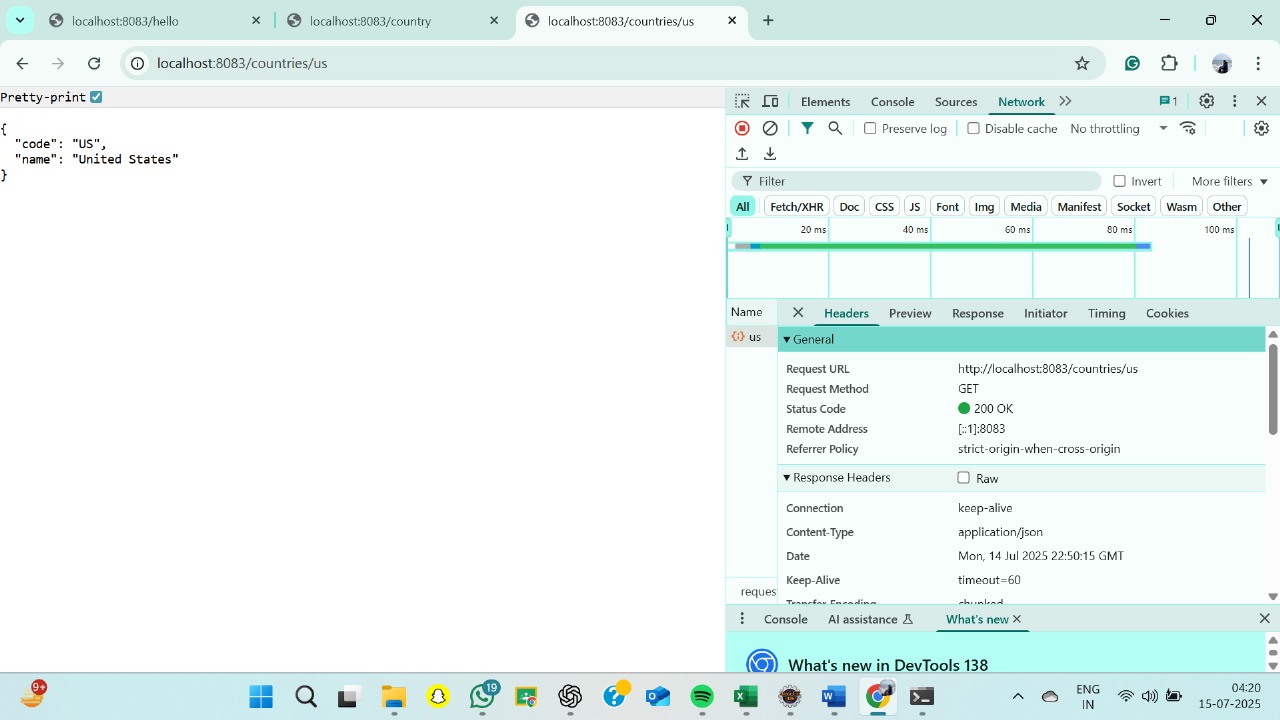 localhost:8083/hello
localhost:8083/country
localhost:8083/countries/us
localhost:8083/countries/us
Pretty-print
{
"code": "US",
"name": "United States"
}
Elements Console Sources Network 1
Preserve log Disable cache No throttling
Filter Invert More filters
All Fetch/XHR Doc CSS JS Font Img Media Manifest Socket Wasm Other
20 ms 40 ms 60 ms 80 ms 100 ms
Name Headers Preview Response Initiator Timing Cookies
us
General
Request URL http://localhost:8083/countries/us
Request Method GET
Status Code 200 OK
Remote Address [::1]:8083
Referrer Policy strict-origin-when-cross-origin
Response Headers Raw
Connection keep-alive
Content-Type application/json
Date Mon, 14 Jul 2025 22:50:15 GMT
Keep-Alive timeout=60
Transfer-Encoding chunked
reques
Console AI assistance What's new
What's new in DevTools 138
9+
19
ENG
IN
04:20
15-07-2025